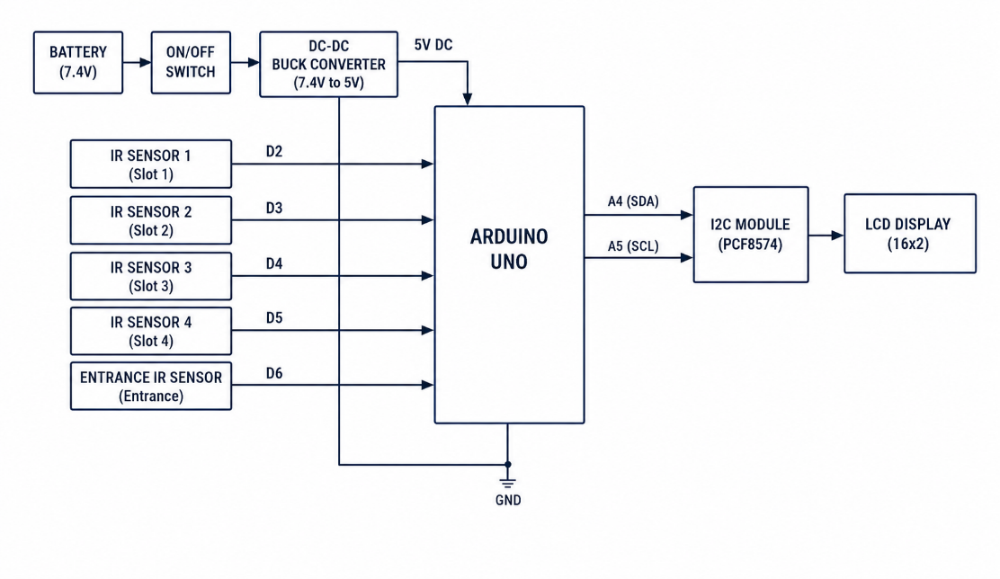 BATTERY
(7.4V)
ON/OFF
SWITCH
DC-DC
BUCK CONVERTER
(7.4V to 5V)
5V DC
IR SENSOR 1
(Slot 1)
D2
IR SENSOR 2
(Slot 2)
D3
IR SENSOR 3
(Slot 3)
D4
IR SENSOR 4
(Slot 4)
D5
ENTRANCE IR SENSOR
(Entrance)
D6
ARDUINO
UNO
A4 (SDA)
A5 (SCL)
I2C MODULE
(PCF8574)
LCD DISPLAY
(16x2)
GND